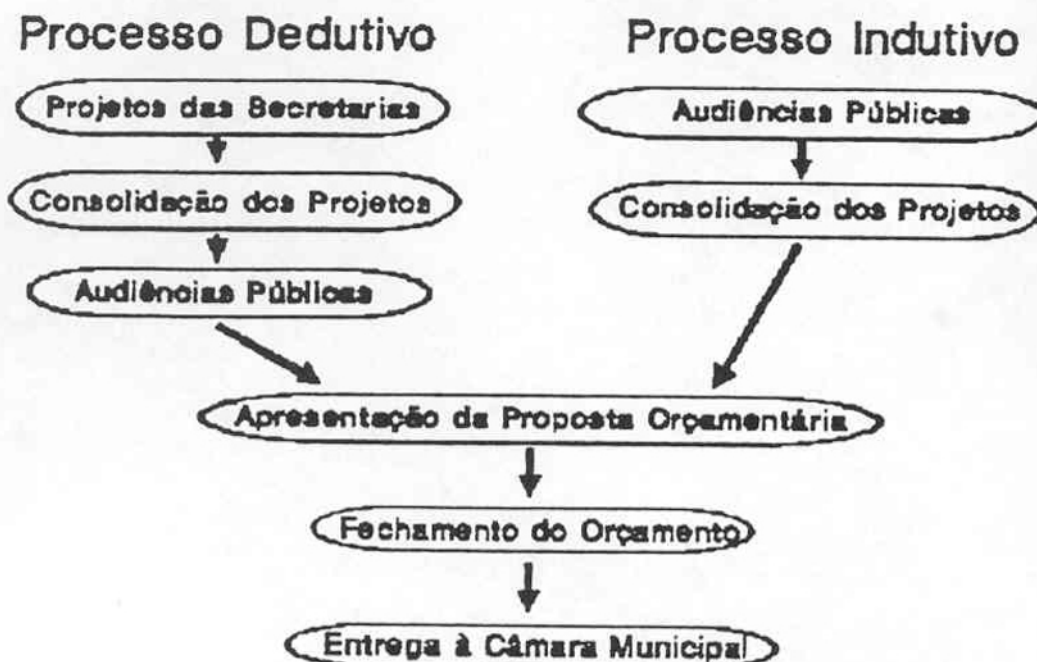 Processo Dedutivo
Projetos das Secretarias
Consolidação dos Projetos
Audiências Públicas
Processo Indutivo
Audiências Públicas
Consolidação dos Projetos
Apresentação da Proposta Orçamentária
Fechamento do Orçamento
Entrega à Câmara Municipal